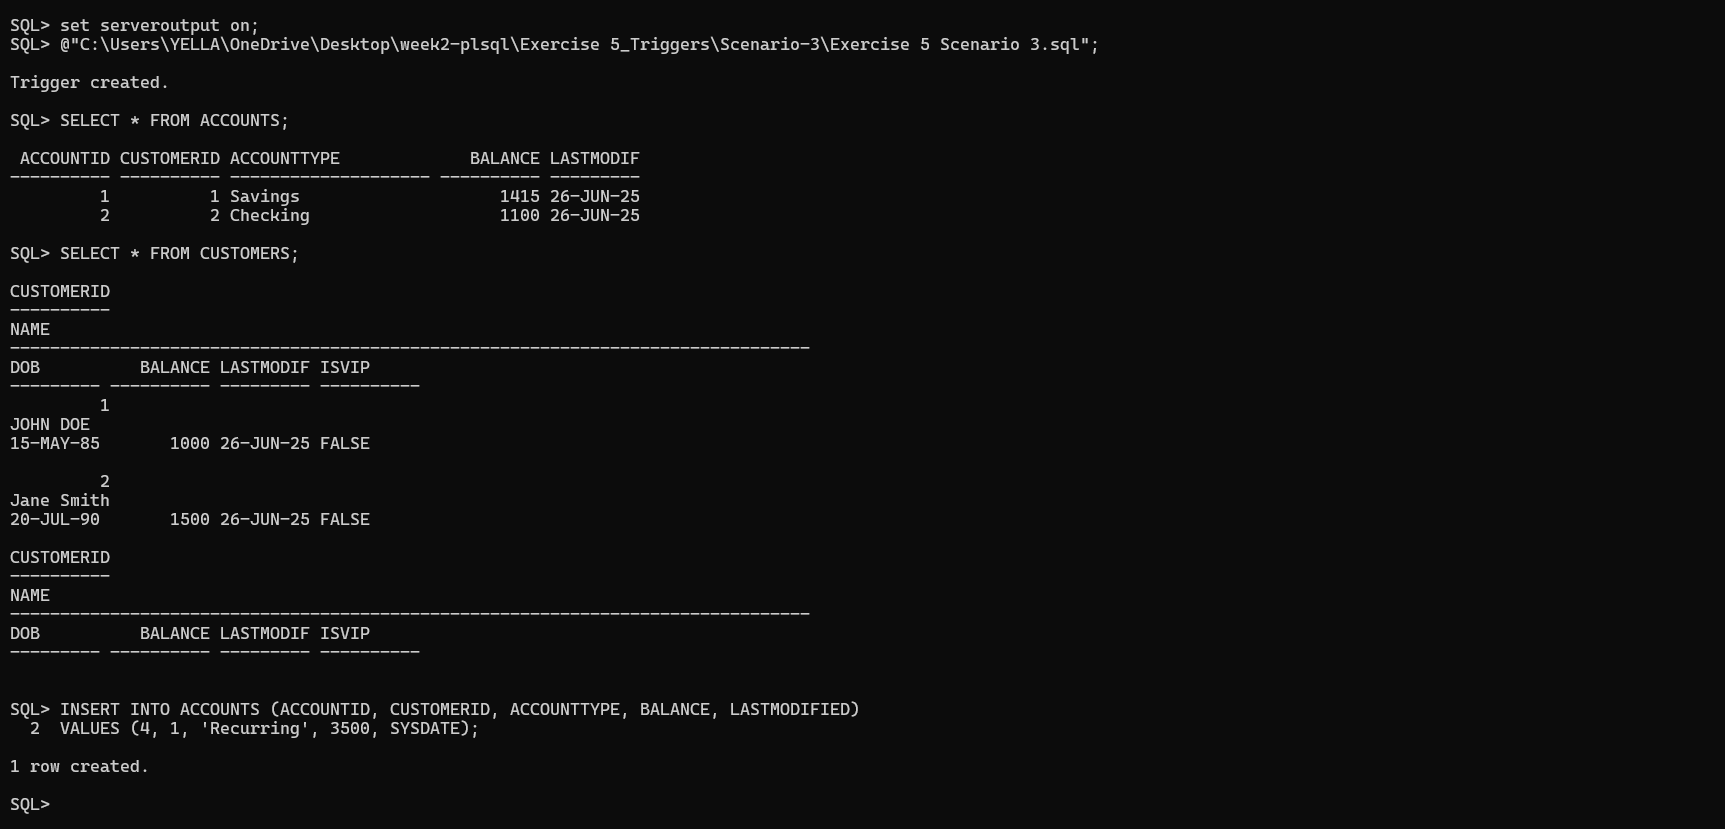 SQL> set serveroutput on;
SQL> @"C:\Users\YELLA\OneDrive\Desktop\week2-plsql\Exercise 5_Triggers\Scenario-3\Exercise 5 Scenario 3.sql";

Trigger created.

SQL> SELECT * FROM ACCOUNTS;

 ACCOUNTID CUSTOMERID ACCOUNTTYPE             BALANCE LASTMODIF
---------- ---------- -------------------- ---------- ---------
         1          1 Savings                    1415 26-JUN-25
         2          2 Checking                   1100 26-JUN-25

SQL> SELECT * FROM CUSTOMERS;

CUSTOMERID
----------
NAME
--------------------------------------------------------------------------------
DOB          BALANCE LASTMODIF ISVIP
--------- ---------- --------- ----------
         1
JOHN DOE
15-MAY-85       1000 26-JUN-25 FALSE

         2
Jane Smith
20-JUL-90       1500 26-JUN-25 FALSE

CUSTOMERID
----------
NAME
--------------------------------------------------------------------------------
DOB          BALANCE LASTMODIF ISVIP
--------- ---------- --------- ----------


SQL> INSERT INTO ACCOUNTS (ACCOUNTID, CUSTOMERID, ACCOUNTTYPE, BALANCE, LASTMODIFIED)
  2  VALUES (4, 1, 'Recurring', 3500, SYSDATE);

1 row created.

SQL>